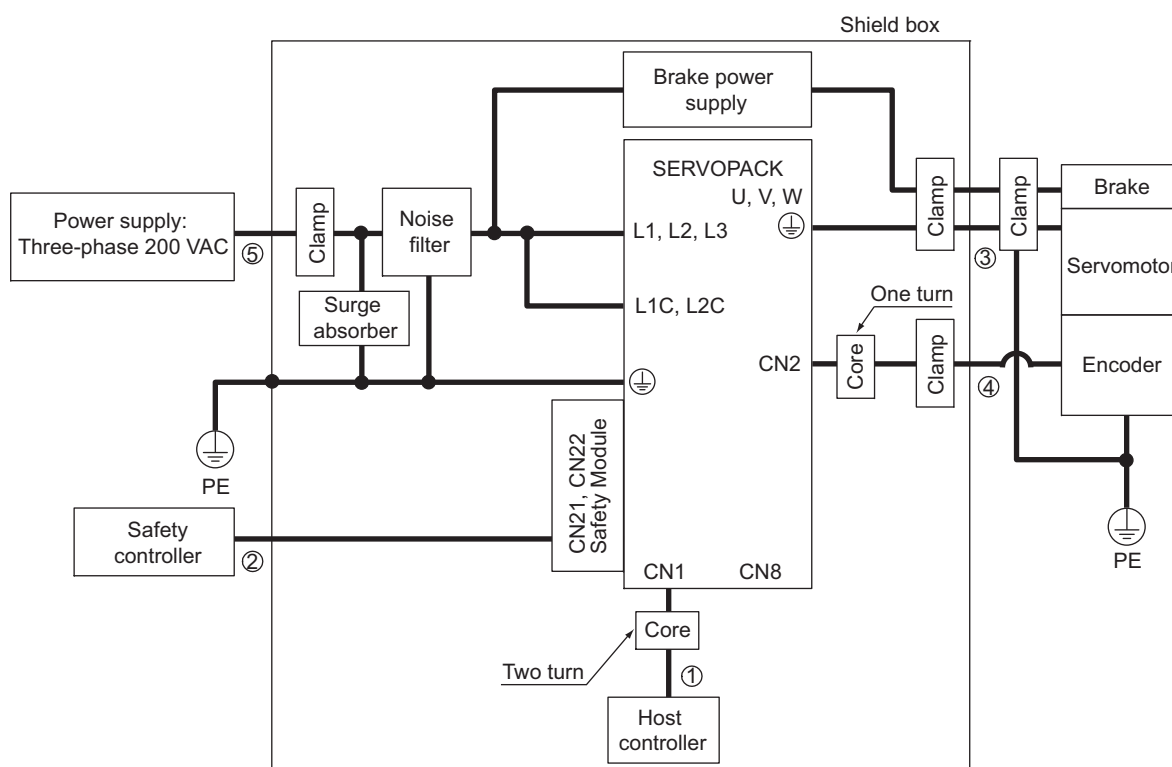 Shield box
Brake power
supply
SERVOPACK
U, V, W
Clamp
Clamp
Brake
Power supply:
Three-phase 200 VAC
⑤
Clamp
Noise
filter
L1, L2, L3
③
Servomotor
Surge
absorber
L1C, L2C
One turn
CN2
Core
Clamp
④
Encoder
PE
CN21, CN22
Safety Module
Safety
controller
②
PE
CN1
CN8
Core
Two turn
①
Host
controller